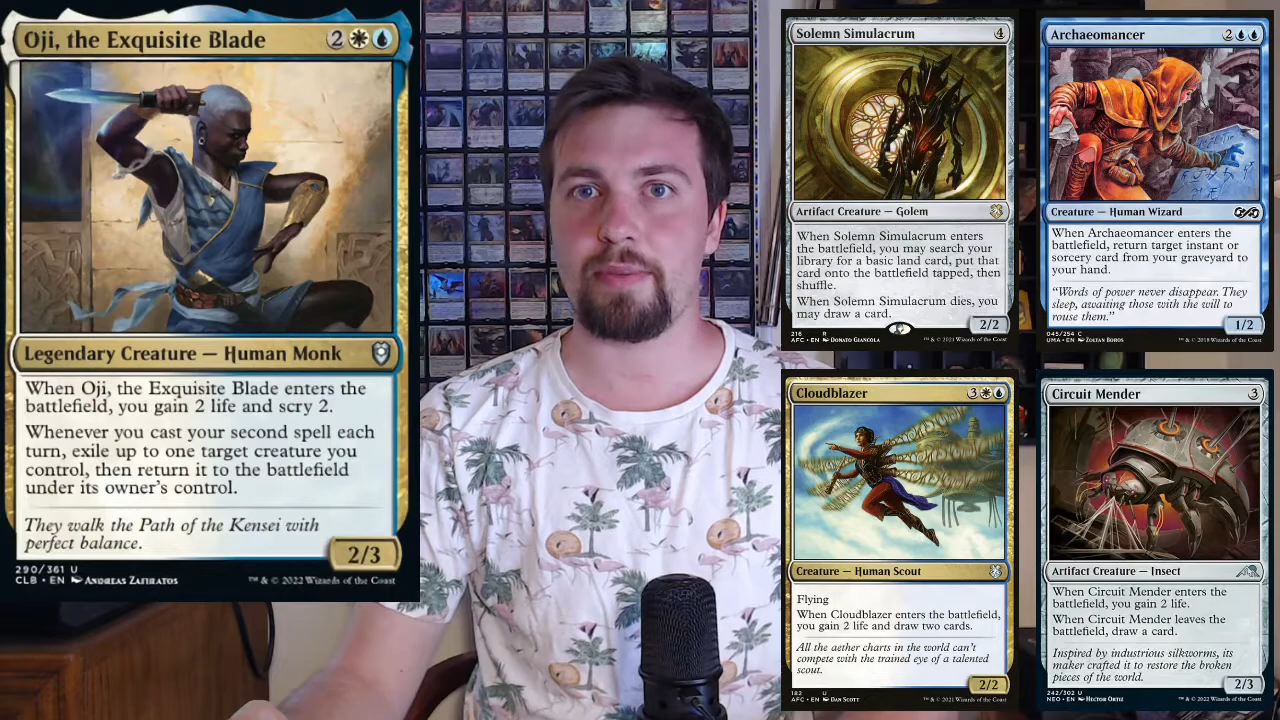 Oji, the Exquisite Blade 2
Legendary Creature — Human Monk
When Oji, the Exquisite Blade enters the
battlefield, you gain 2 life and scry 2.
Whenever you cast your second spell each
turn, exile up to one target creature you
control, then return it to the battlefield
under its owner's control.
They walk the Path of the Kensei with
perfect balance.
2/3
290/361 U
CLB • EN Andreas Zafiratos
™ & © 2022 Wizards of the Coast
Solemn Simulacrum 4
Artifact Creature — Golem
When Solemn Simulacrum enters
the battlefield, you may search your
library for a basic land card, put that
card onto the battlefield tapped, then
shuffle.
When Solemn Simulacrum dies, you
may draw a card.
2/2
216 R
AFC • EN Donato Giancola
™ & © 2021 Wizards of the Coast
Archaeomancer 2
Creature — Human Wizard
When Archaeomancer enters the
battlefield, return target instant or
sorcery card from your graveyard to
your hand.
"Words of power never disappear. They
sleep, awaiting those with the will to
rouse them."
1/2
045/254 C
UMA • EN Zoltan Boros
™ & © 2018 Wizards of the Coast
Cloudblazer 3
Creature — Human Scout
Flying
When Cloudblazer enters the battlefield,
you gain 2 life and draw two cards.
All the aether charts in the world can't
compete with the trained eye of a talented
scout.
2/2
182 U
AFC • EN Dan Scott
™ & © 2021 Wizards of the Coast
Circuit Mender 3
Artifact Creature — Insect
When Circuit Mender enters the
battlefield, you gain 2 life.
When Circuit Mender leaves the
battlefield, draw a card.
Inspired by industrious silkworms, its
maker crafted it to restore the broken
pieces of the world.
2/3
242/302 U
NEO • EN Hector Ortiz
™ & © 2022 Wizards of the Coast